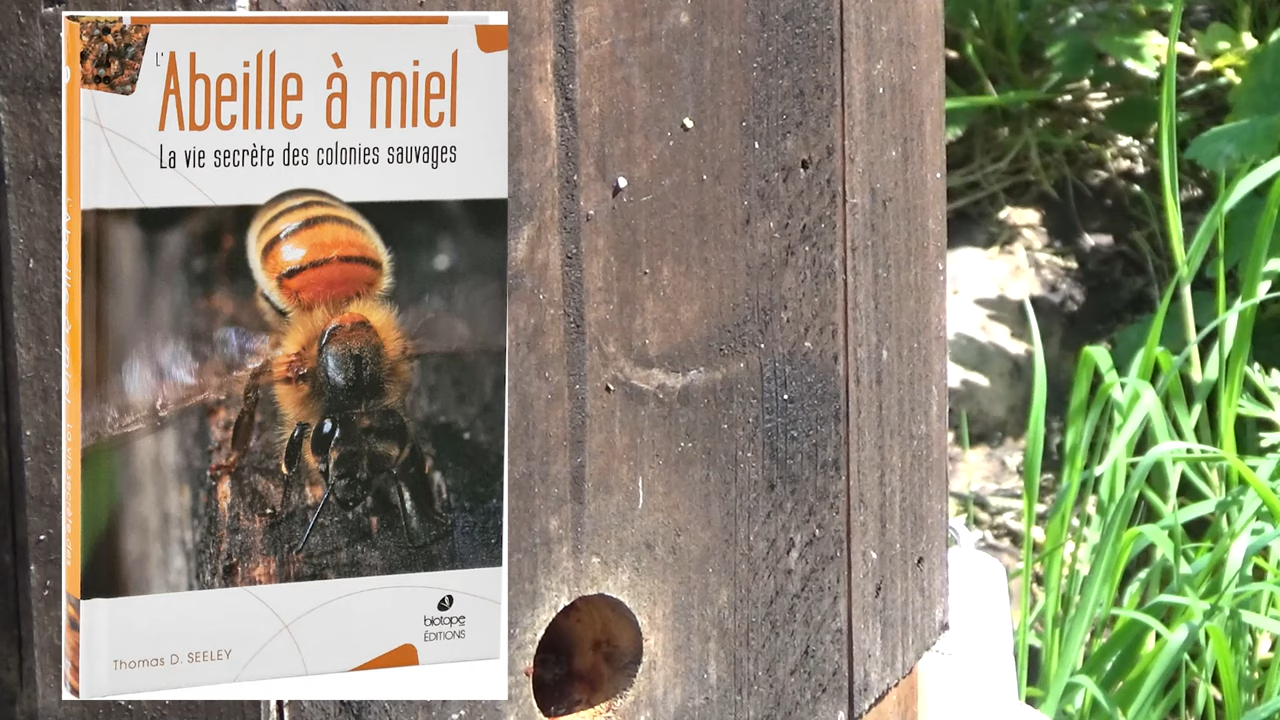 L'Abeille à miel
La vie secrète des colonies sauvages
biotope
ÉDITIONS
Thomas D. SEELEY